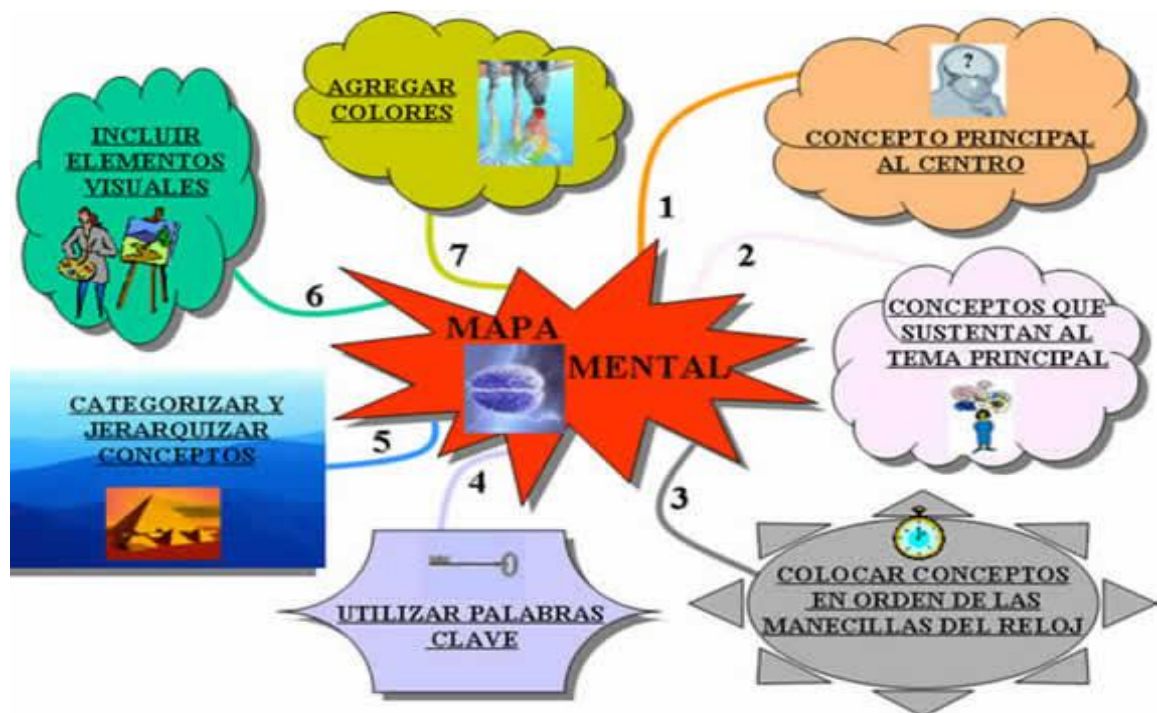 MAPA
MENTAL
1
?
CONCEPTO PRINCIPAL
AL CENTRO
2
CONCEPTOS QUE
SUSTENTAN AL
TEMA PRINCIPAL
3
COLOCAR CONCEPTOS
EN ORDEN DE LAS
MANECILLAS DEL RELOJ
4
UTILIZAR PALABRAS
CLAVE
5
CATEGORIZAR Y
JERARQUIZAR
CONCEPTOS
6
INCLUIR
ELEMENTOS
VISUALES
7
AGREGAR
COLORES